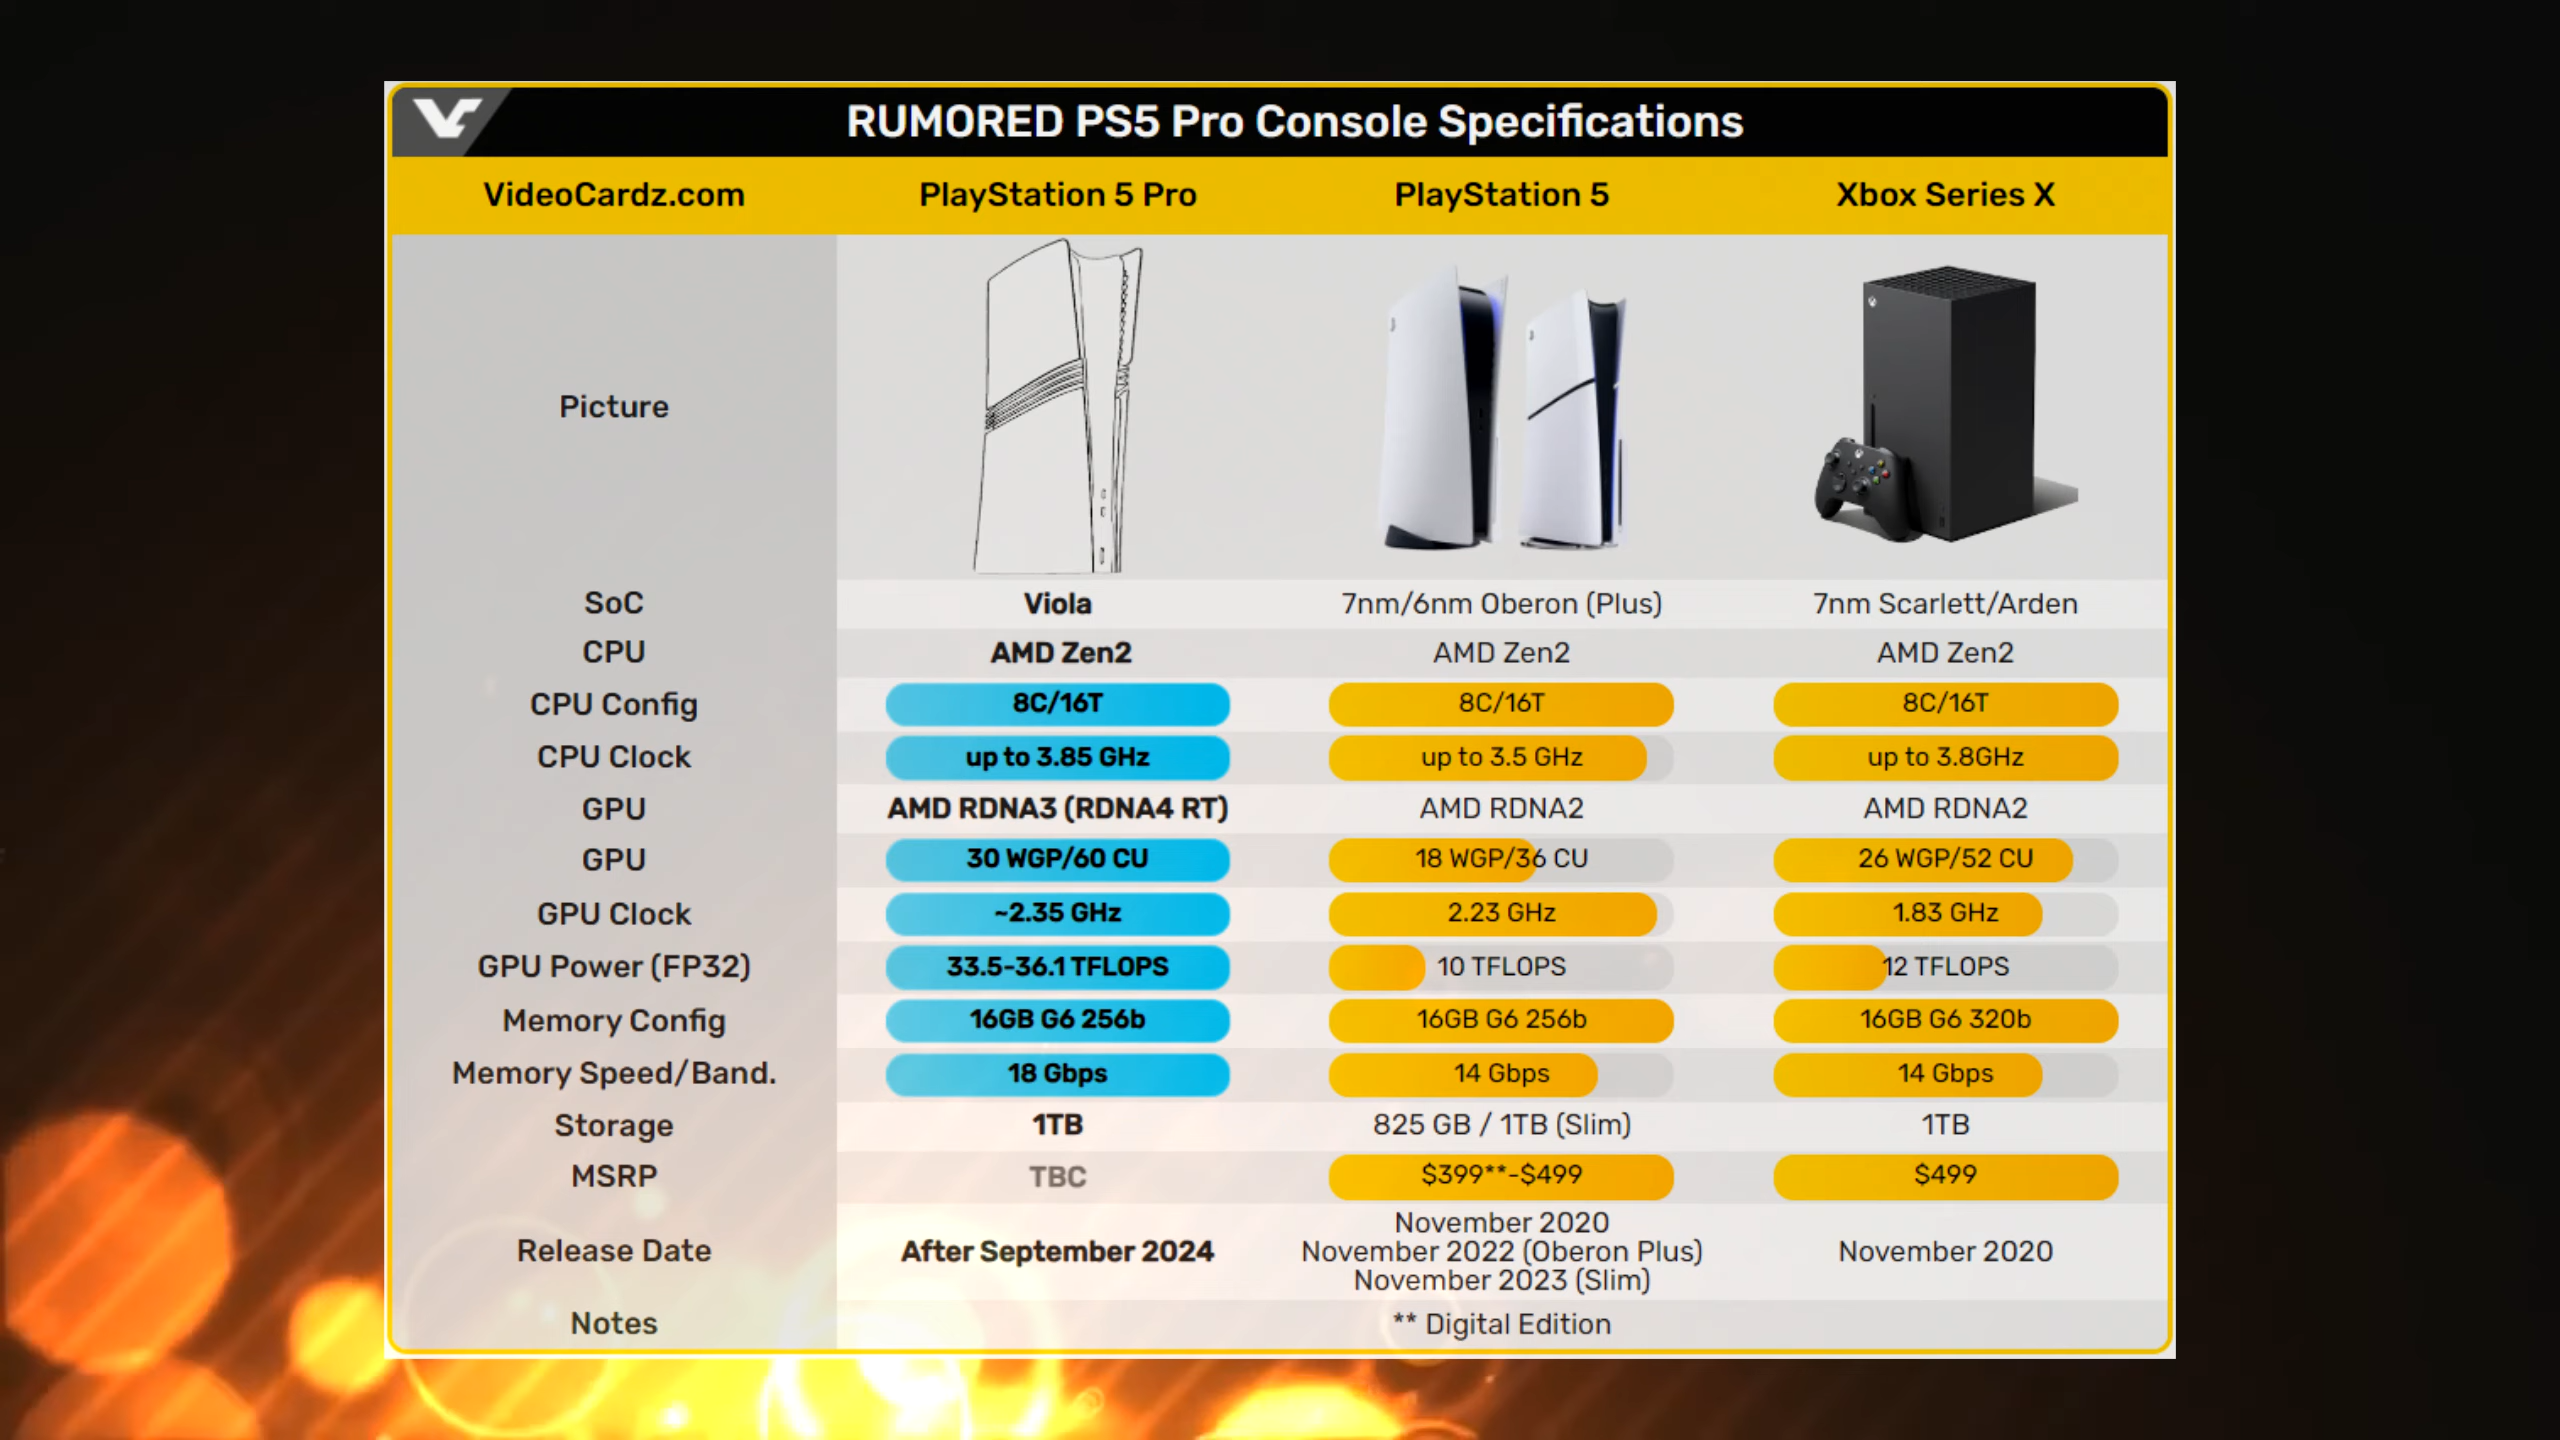 RUMORED PS5 Pro Console Specifications
VideoCardz.com PlayStation 5 Pro PlayStation 5 Xbox Series X
Picture
SoC Viola 7nm/6nm Oberon (Plus) 7nm Scarlett/Arden
CPU AMD Zen2 AMD Zen2 AMD Zen2
CPU Config 8C/16T 8C/16T 8C/16T
CPU Clock up to 3.85 GHz up to 3.5 GHz up to 3.8GHz
GPU AMD RDNA3 (RDNA4 RT) AMD RDNA2 AMD RDNA2
GPU 30 WGP/60 CU 18 WGP/36 CU 26 WGP/52 CU
GPU Clock ~2.35 GHz 2.23 GHz 1.83 GHz
GPU Power (FP32) 33.5-36.1 TFLOPS 10 TFLOPS 12 TFLOPS
Memory Config 16GB G6 256b 16GB G6 256b 16GB G6 320b
Memory Speed/Band. 18 Gbps 14 Gbps 14 Gbps
Storage 1TB 825 GB / 1TB (Slim) 1TB
MSRP TBC $399**-$499 $499
Release Date After September 2024 November 2020 November 2020
November 2022 (Oberon Plus)
November 2023 (Slim)
Notes ** Digital Edition